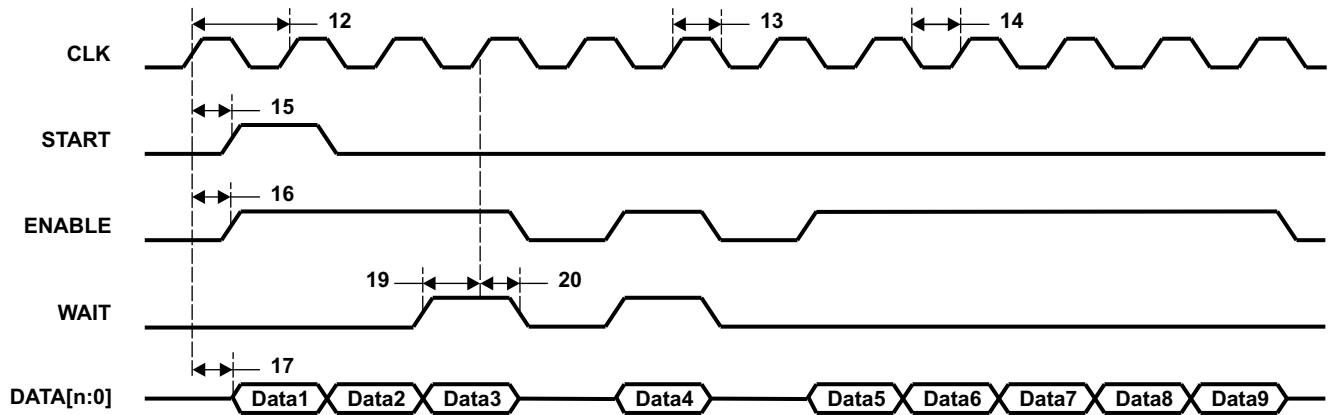 12 13 14
CLK
15
START
16
ENABLE
19 20
WAIT
17
DATA[n:0] Data1 Data2 Data3 Data4 Data5 Data6 Data7 Data8 Data9